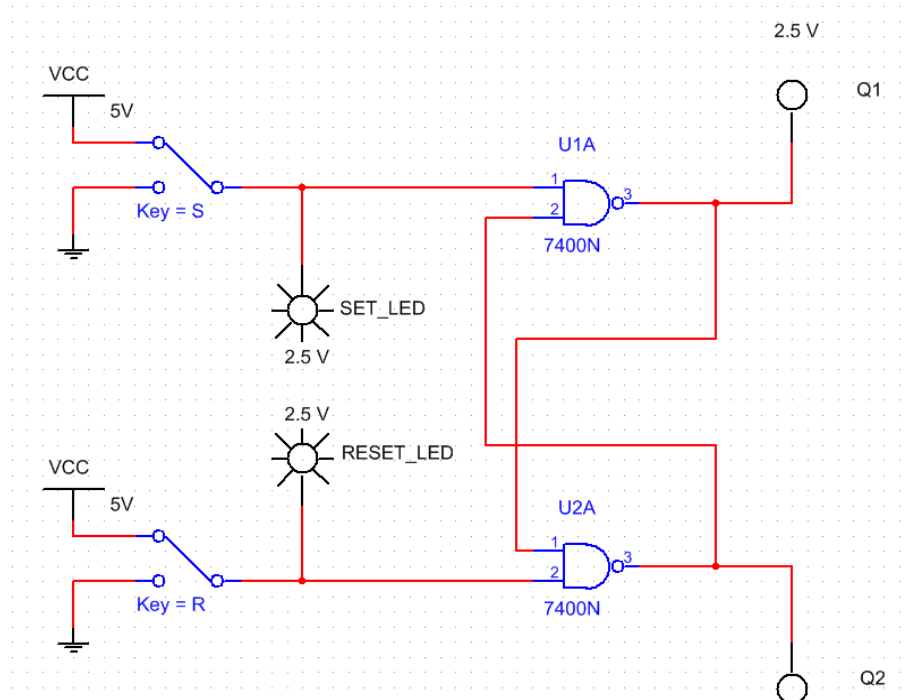 2.5 V
Q1
VCC
5V
Key = S
U1A
1
2
3
7400N
SET_LED
2.5 V
2.5 V
RESET_LED
VCC
5V
Key = R
U2A
1
2
3
7400N
Q2